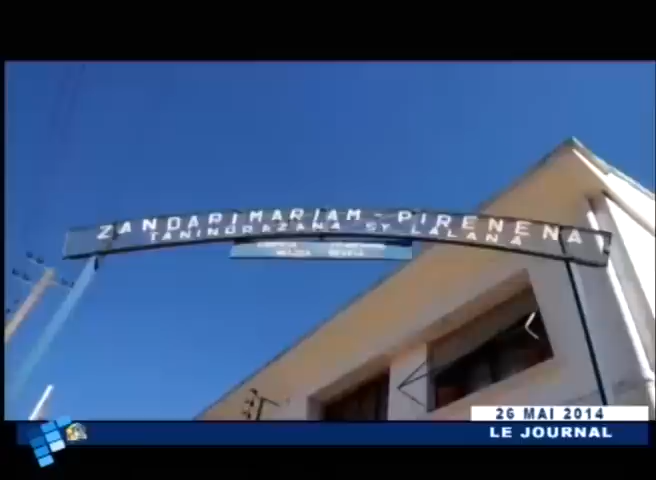 ZANDARIMARIAM-PIRENENA
TANINDRAZANA SY LALANA
26 MAI 2014
LE JOURNAL